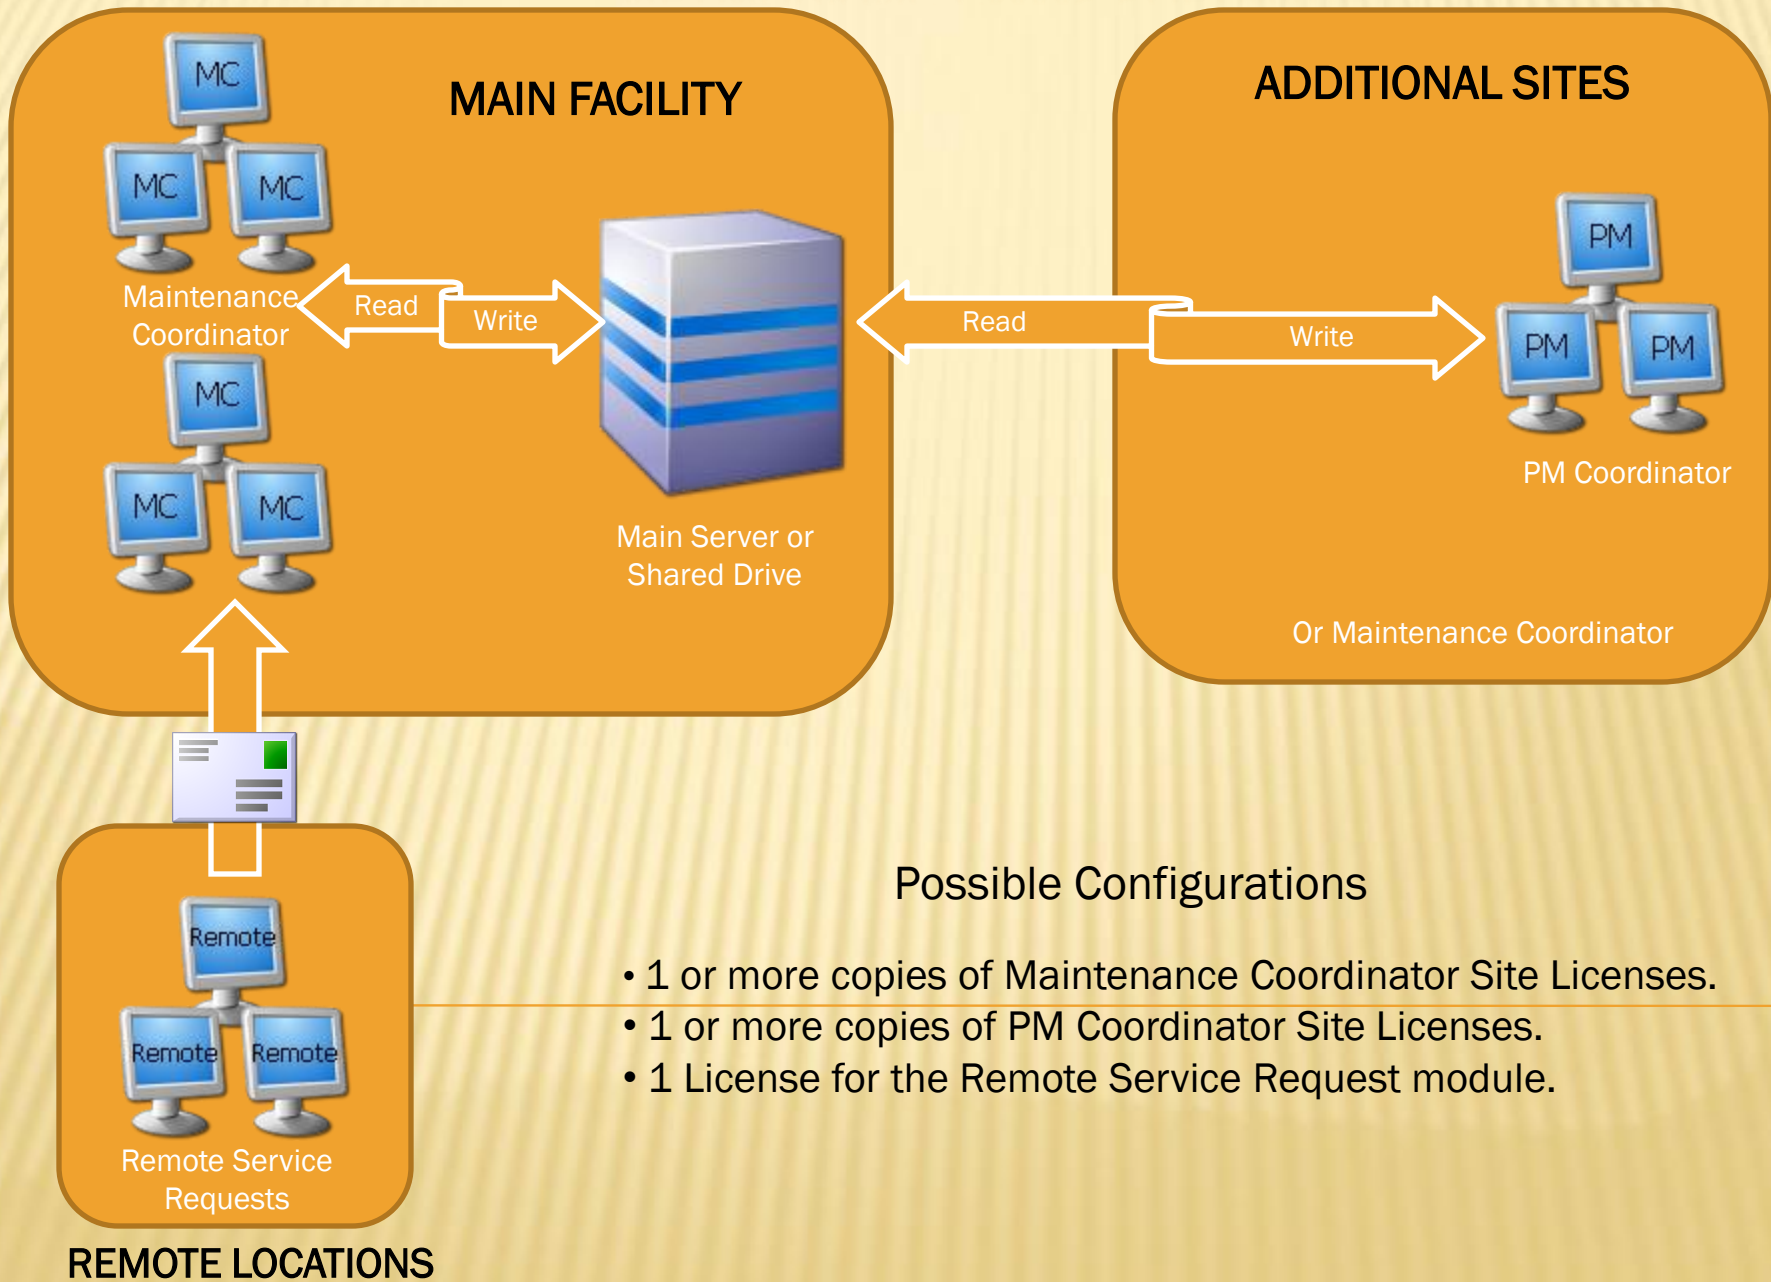 MAIN FACILITY
MC
MC
MC
Maintenance
Coordinator
Read
Write
MC
MC
MC
Main Server or
Shared Drive
ADDITIONAL SITES
Read
Write
PM
PM
PM
PM Coordinator
Or Maintenance Coordinator
Remote
Remote
Remote
Remote Service
Requests
REMOTE LOCATIONS
Possible Configurations
• 1 or more copies of Maintenance Coordinator Site Licenses.
• 1 or more copies of PM Coordinator Site Licenses.
• 1 License for the Remote Service Request module.